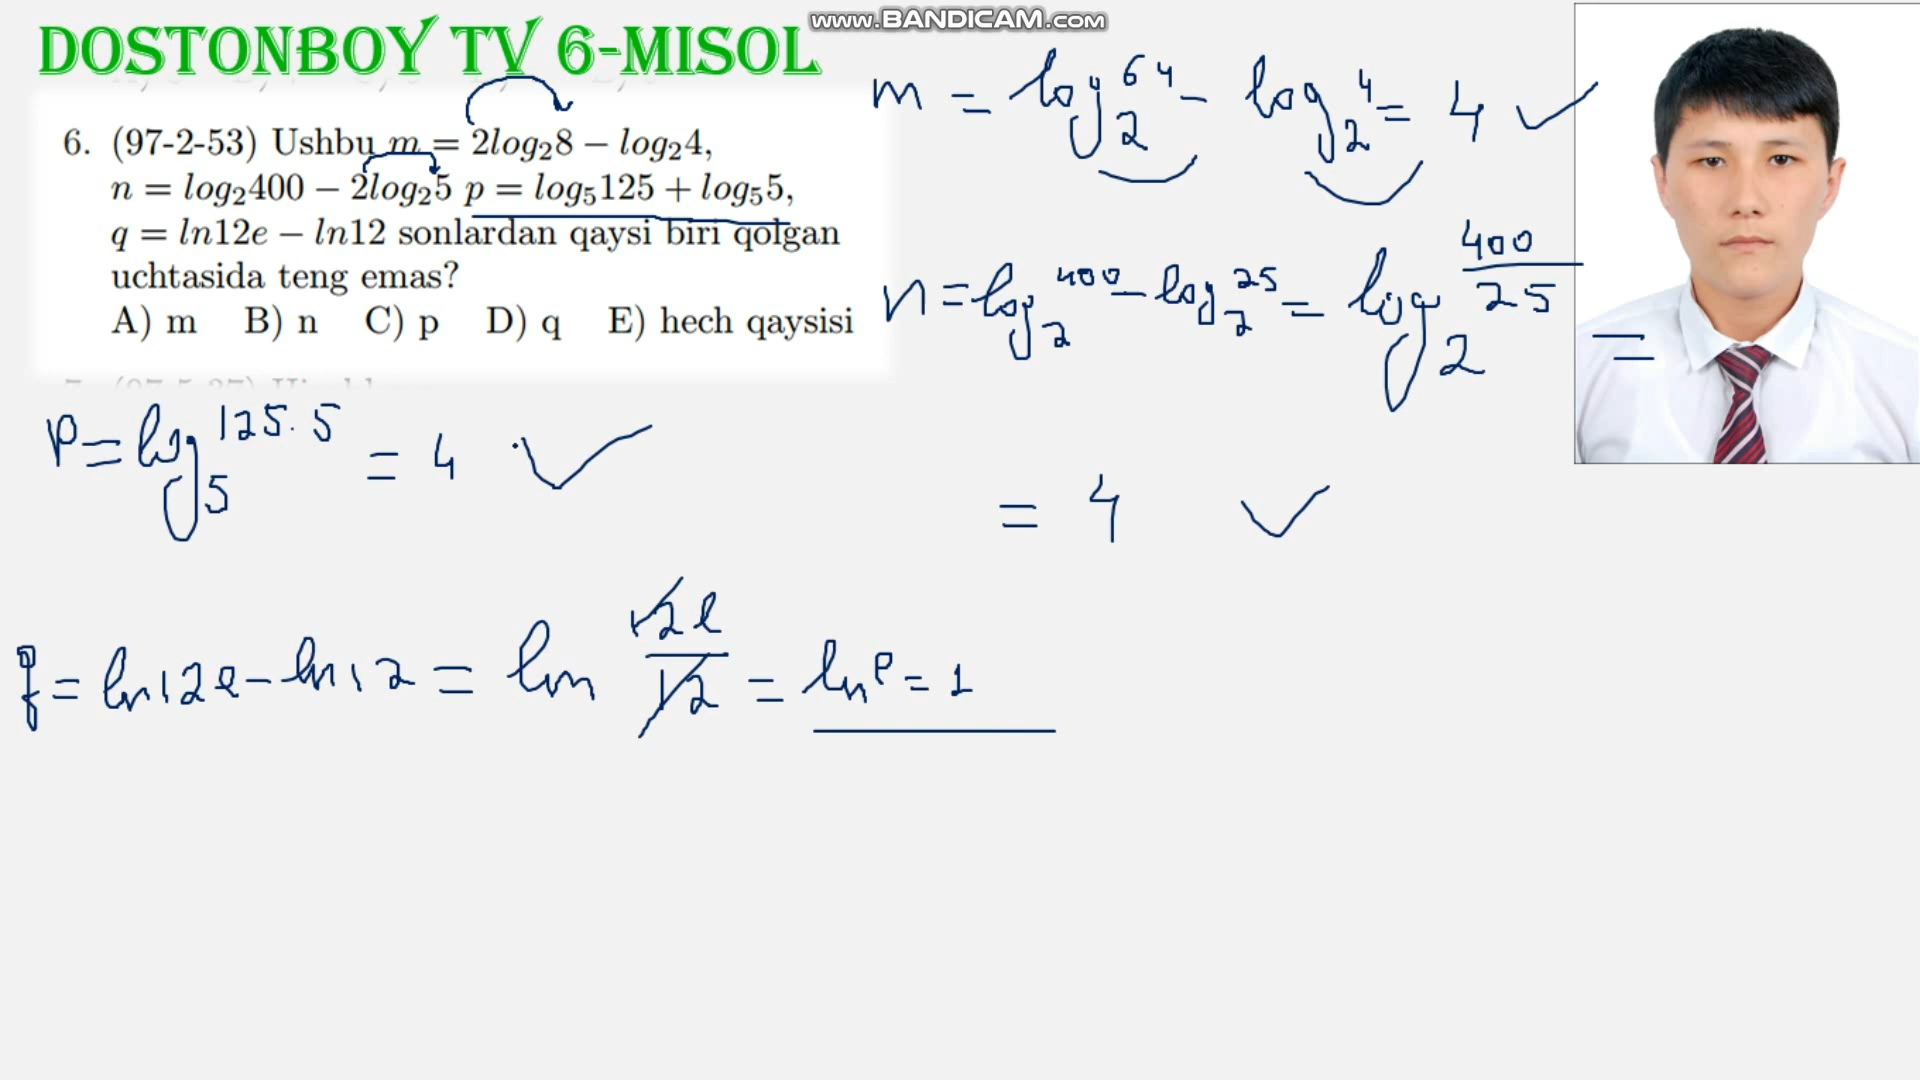 www.BANDICAM.com
DOSTONBOY TV 6-MISOL
6. (97-2-53) Ushbu m = 2log₂8 − log₂4,
n = log₂400 − 2log₂5 p = log₅125 + log₅5,
q = ln12e − ln12 sonlardan qaysi biri qolgan
uchtasida teng emas?
A) m B) n C) p D) q E) hech qaysisi
m = log₂64 − log₂4 = 4 ✓
n = log₂400 − log₂25 = log₂ 400/25 =
= 4 ✓
p = log₅125·5 = 4 ✓
q = ln12e − ln12 = ln 12e/12 = ln e = 1